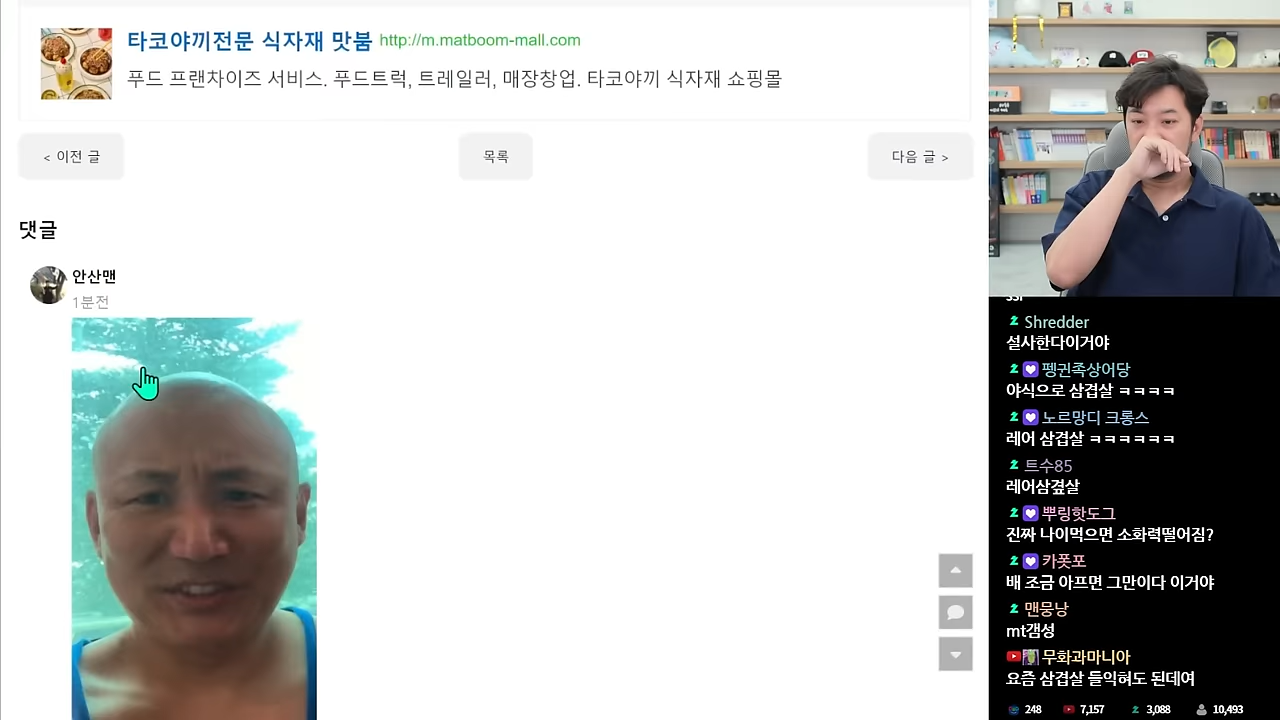 타코야끼전문 식자재 맛붐 http://m.matboom-mall.com
푸드 프랜차이즈 서비스. 푸드트럭, 트레일러, 매장창업. 타코야끼 식자재 쇼핑몰
< 이전 글
목록
다음 글 >
댓글
안산맨
1분전
Shredder
설사한다이거야
펭귄족상어당
야식으로 삼겹살 ㅋㅋㅋㅋ
노르망디 크롱스
레어 삼겹살 ㅋㅋㅋㅋㅋㅋ
트수85
레어삼겳살
뿌링핫도그
진짜 나이먹으면 소화력떨어짐?
카폿포
배 조금 아프면 그만이다 이거야
맨뭉낭
mt갬성
무화과마니아
요즘 삼겹살 들익혀도 된데여
248 7,157 3,088 10,493